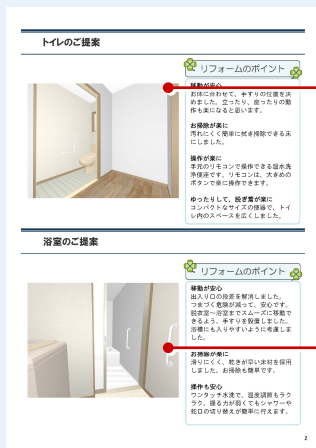 トイレのご提案
リフォームのポイント
移動が安心
お体に合わせて、手すりの位置を決
めました。立ったり、座ったりの動
作も楽になると思います。
お掃除が楽に
汚れにくく簡単に拭き掃除できる床
にしました。
操作が楽に
手元のリモコンで操作できる温水洗
浄便座です。リモコンは、大きめの
ボタンで楽に操作できます。
ゆったりして、脱ぎ着が楽に
コンパクトなサイズの便器で、トイ
レ内のスペースを広くしました。
浴室のご提案
リフォームのポイント
移動が安心
出入り口の段差を解消しました。
つまづく危険が減って、安心です。
脱衣室～浴室までスムーズに移動で
きるよう、手すりを設置しました。
浴槽にも入りやすいように考慮しま
した。
お掃除が楽に
滑りにくく、乾きが早い床材を採用
しました。お掃除も簡単です。
操作も安心
ワンタッチ水洗で、温度調節もラク
ラク、握る力が弱くてもシャワーや
蛇口の切り替えが簡単に行えます。
2